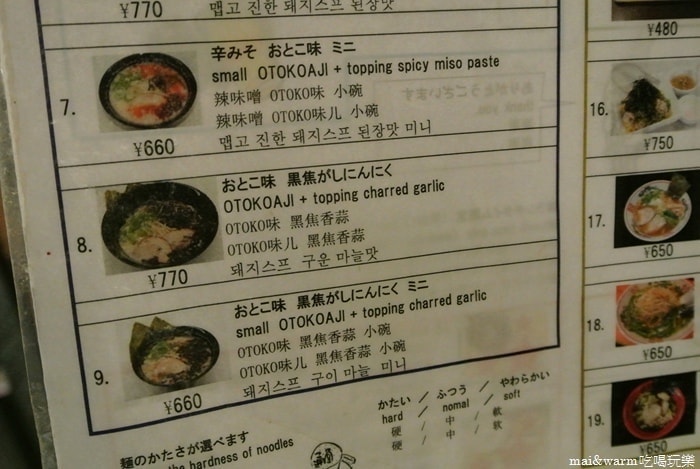 ¥770
맵고 진한 돼지스프 된장맛
7.
辛みそ おとこ味 ミニ
small OTOKOAJI + topping spicy miso paste
辣味噌 OTOKO味 小碗
辣味噌 OTOKO味儿 小碗
맵고 진한 돼지스프 된장맛 미니
¥660
8.
おとこ味 黒焦がしにんにく
OTOKOAJI + topping charred garlic
OTOKO味 黑焦香蒜
OTOKO味儿 黑焦香蒜
돼지스프 구운 마늘맛
¥770
9.
おとこ味 黒焦がしにんにく ミニ
small OTOKOAJI + topping charred garlic
OTOKO味 黑焦香蒜 小碗
OTOKO味儿 黑焦香蒜 小碗
돼지스프 구이 마늘 미니
¥660
麺のかたさが選べます
the hardness of noodles
かたい / ふつう / やわらかい
hard / nomal / soft
硬 / 中 / 軟
硬 / 中 / 软
¥480
16.
¥750
17.
¥650
18.
¥650
19.
mai&warm吃喝玩樂